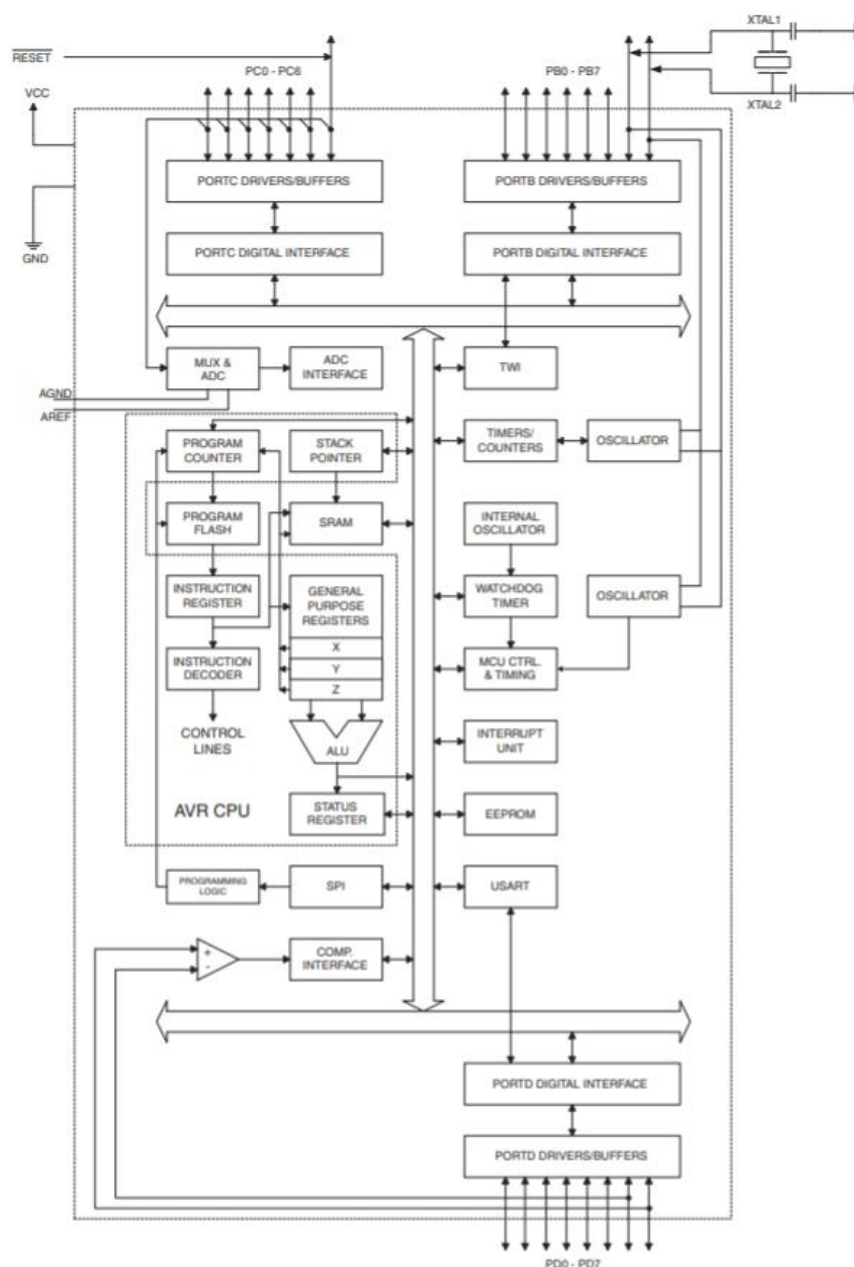 XTAL1
RESET
PC0 - PC6
PB0 - PB7
VCC
XTAL2
PORTC DRIVERS/BUFFERS
PORTB DRIVERS/BUFFERS
GND
PORTC DIGITAL INTERFACE
PORTB DIGITAL INTERFACE
MUX &
ADC
ADC
INTERFACE
TWI
AGND
AREF
PROGRAM
COUNTER
STACK
POINTER
TIMERS/
COUNTERS
OSCILLATOR
PROGRAM
FLASH
SRAM
INTERNAL
OSCILLATOR
INSTRUCTION
REGISTER
GENERAL
PURPOSE
REGISTERS
WATCHDOG
TIMER
OSCILLATOR
X
Y
Z
INSTRUCTION
DECODER
MCU CTRL.
& TIMING
CONTROL
LINES
ALU
INTERRUPT
UNIT
AVR CPU
STATUS
REGISTER
EEPROM
PROGRAMMING
LOGIC
SPI
USART
+
-
COMP.
INTERFACE
PORTD DIGITAL INTERFACE
PORTD DRIVERS/BUFFERS
PD0 - PD7